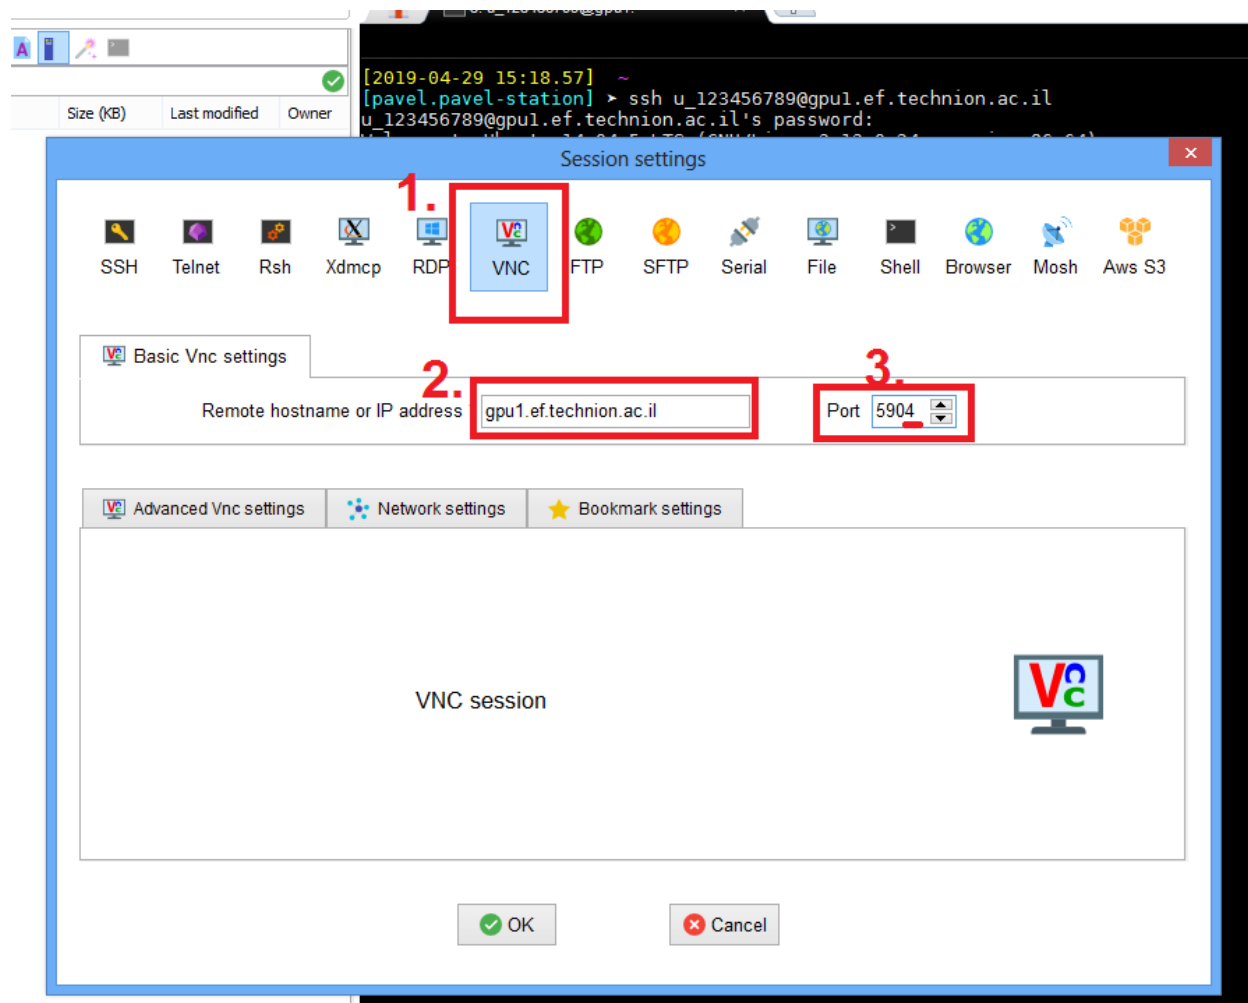 [2019-04-29 15:18.57] ~
[pavel.pavel-station] ➤ ssh u_123456789@gpu1.ef.technion.ac.il
u_123456789@gpu1.ef.technion.ac.il's password:
Size (KB) Last modified Owner
Session settings
1.
SSH Telnet Rsh Xdmcp RDP VNC FTP SFTP Serial File Shell Browser Mosh Aws S3
Basic Vnc settings
2. 3.
Remote hostname or IP address gpu1.ef.technion.ac.il Port 5904
Advanced Vnc settings Network settings Bookmark settings
VNC session
OK Cancel